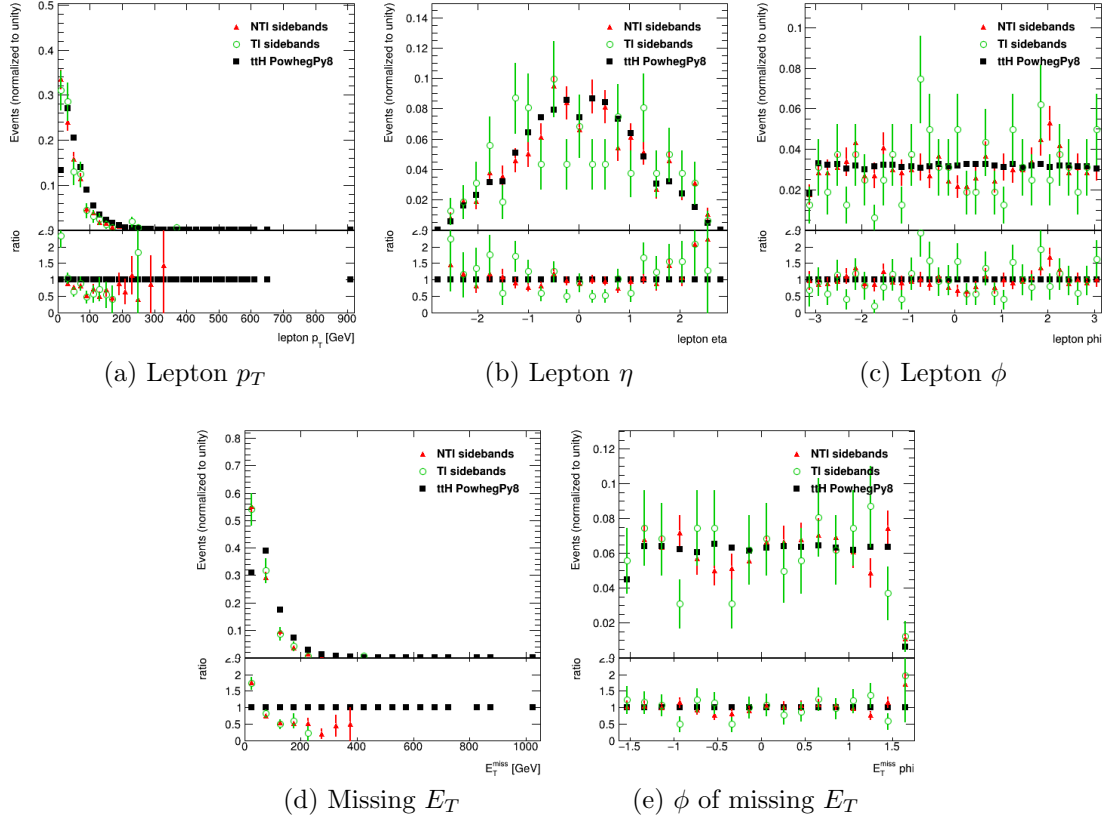 Events (normalized to unity)
0.5
0.4
0.3
0.2
0.1
NTI sidebands
TI sidebands
ttH PowhegPy8
ratio
2
1.5
1
0.5
0
0 100 200 300 400 500 600 700 800 900
lepton p_T [GeV]
(a) Lepton p_T
Events (normalized to unity)
0.14
0.12
0.1
0.08
0.06
0.04
0.02
NTI sidebands
TI sidebands
ttH PowhegPy8
ratio
2
1.5
1
0.5
0
−2 −1 0 1 2
lepton eta
(b) Lepton η
Events (normalized to unity)
0.1
0.08
0.06
0.04
0.02
NTI sidebands
TI sidebands
ttH PowhegPy8
ratio
2
1.5
1
0.5
0
−3 −2 −1 0 1 2 3
lepton phi
(c) Lepton ϕ
Events (normalized to unity)
0.8
0.7
0.6
0.5
0.4
0.3
0.2
0.1
NTI sidebands
TI sidebands
ttH PowhegPy8
ratio
2
1.5
1
0.5
0
0 200 400 600 800 1000
E_T^miss [GeV]
(d) Missing E_T
Events (normalized to unity)
0.12
0.1
0.08
0.06
0.04
0.02
NTI sidebands
TI sidebands
ttH PowhegPy8
ratio
2
1.5
1
0.5
0
−1.5 −1 −0.5 0 0.5 1 1.5
E_T^miss phi
(e) ϕ of missing E_T